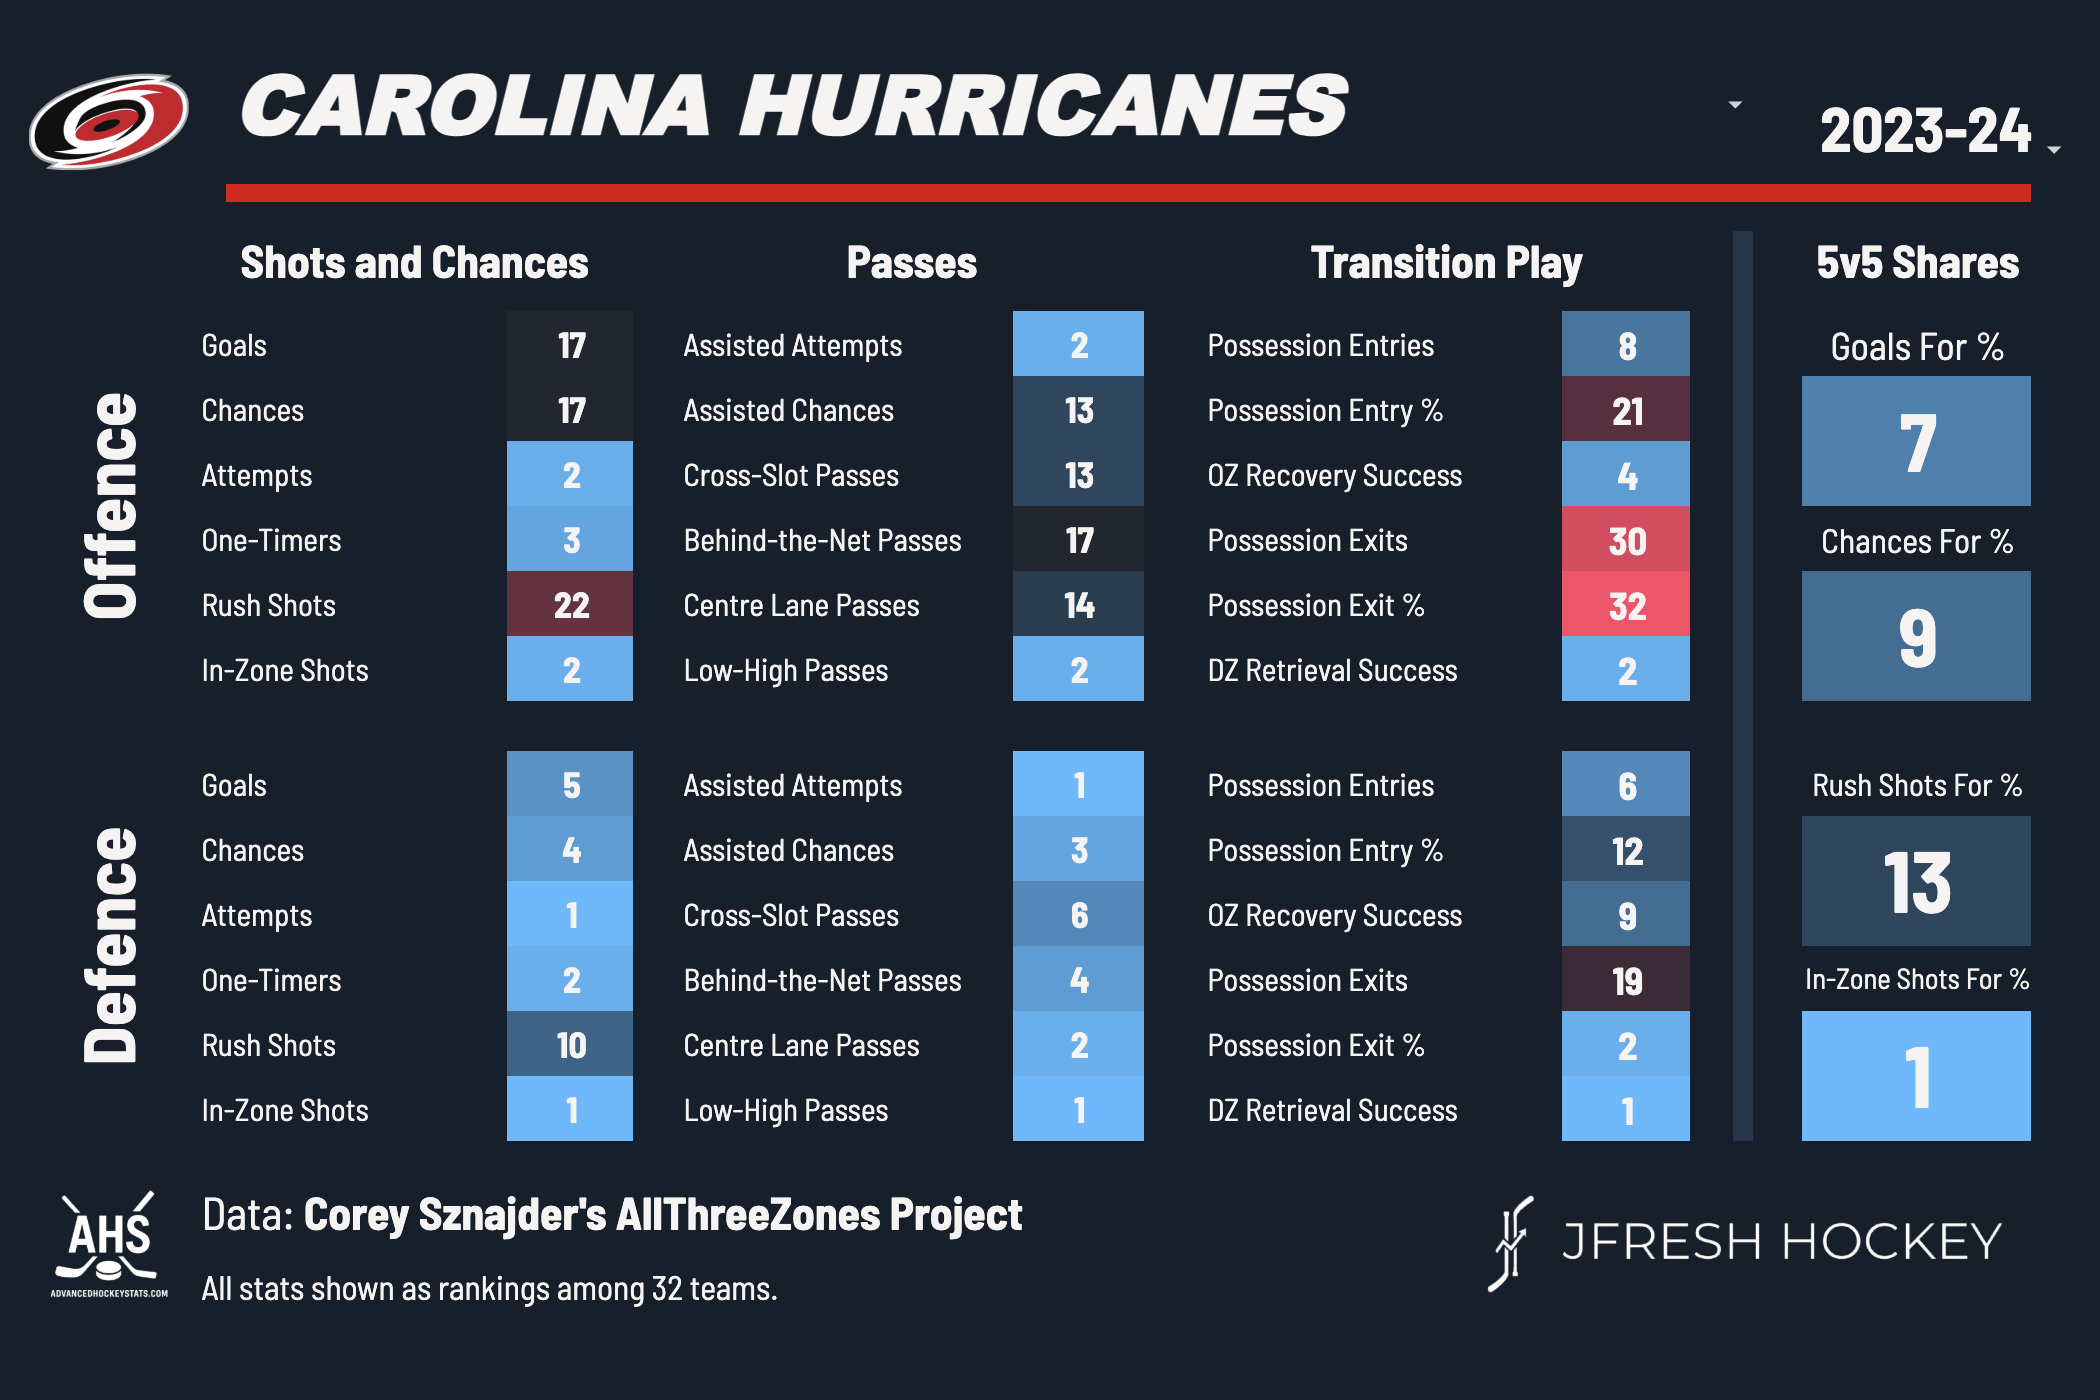 CAROLINA HURRICANES
2023-24
Shots and Chances
Passes
Transition Play
5v5 Shares
Offence
Goals 17
Chances 17
Attempts 2
One-Timers 3
Rush Shots 22
In-Zone Shots 2
Assisted Attempts 2
Assisted Chances 13
Cross-Slot Passes 13
Behind-the-Net Passes 17
Centre Lane Passes 14
Low-High Passes 2
Possession Entries 8
Possession Entry % 21
OZ Recovery Success 4
Possession Exits 30
Possession Exit % 32
DZ Retrieval Success 2
Goals For %
7
Chances For %
9
Defence
Goals 5
Chances 4
Attempts 1
One-Timers 2
Rush Shots 10
In-Zone Shots 1
Assisted Attempts 1
Assisted Chances 3
Cross-Slot Passes 6
Behind-the-Net Passes 4
Centre Lane Passes 2
Low-High Passes 1
Possession Entries 6
Possession Entry % 12
OZ Recovery Success 9
Possession Exits 19
Possession Exit % 2
DZ Retrieval Success 1
Rush Shots For %
13
In-Zone Shots For %
1
AHS
ADVANCEDHOCKEYSTATS.COM
Data: Corey Sznajder's AllThreeZones Project
All stats shown as rankings among 32 teams.
JFRESH HOCKEY